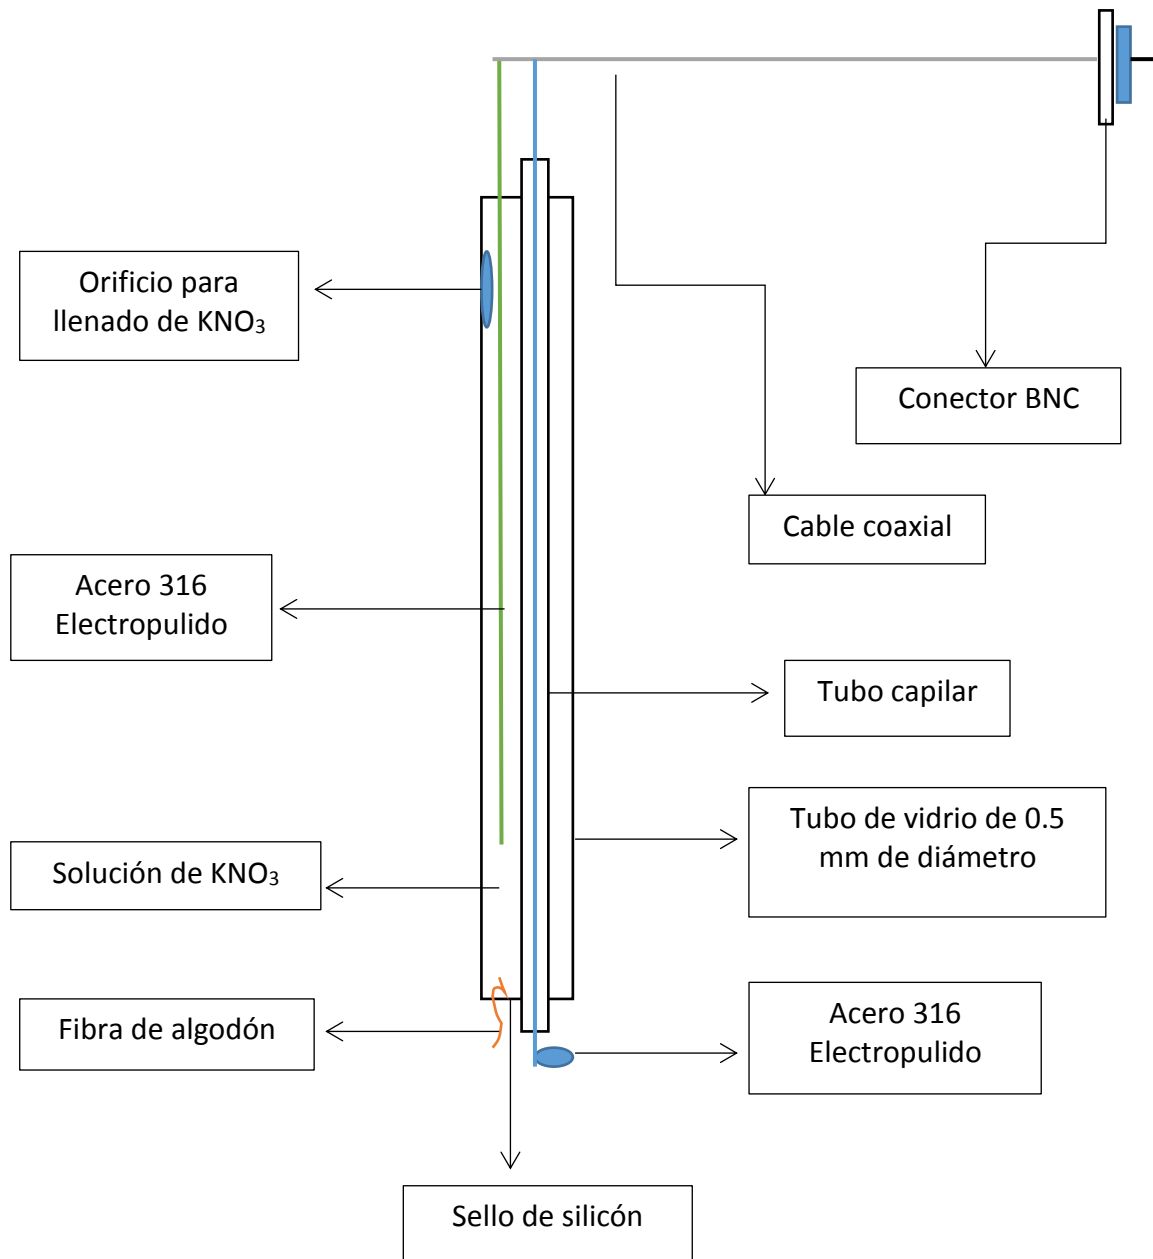 Orificio para
llenado de KNO₃
Conector BNC
Cable coaxial
Acero 316
Electropulido
Tubo capilar
Tubo de vidrio de 0.5
mm de diámetro
Solución de KNO₃
Fibra de algodón
Acero 316
Electropulido
Sello de silicón